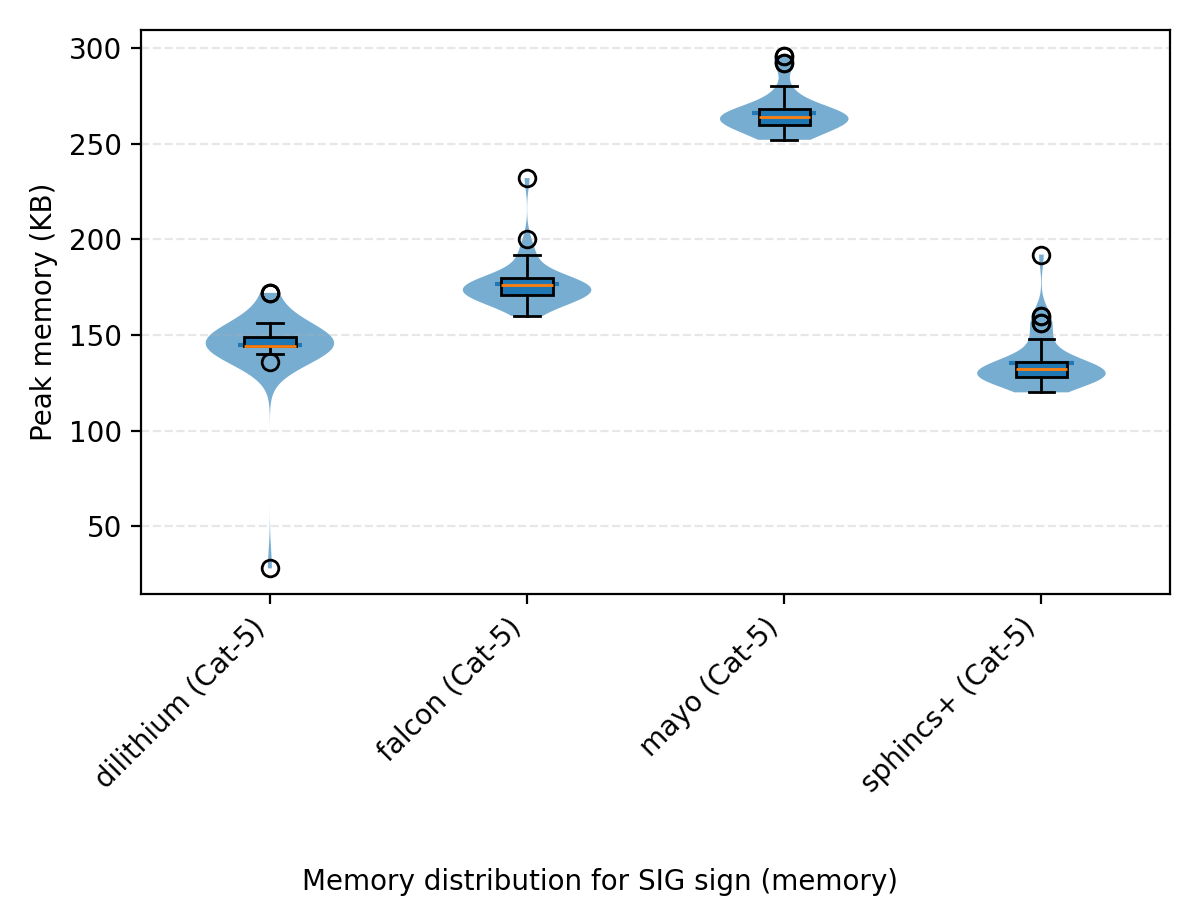 300
250
200
150
100
50
Peak memory (KB)
dilithium (Cat-5)
falcon (Cat-5)
mayo (Cat-5)
sphincs+ (Cat-5)
Memory distribution for SIG sign (memory)